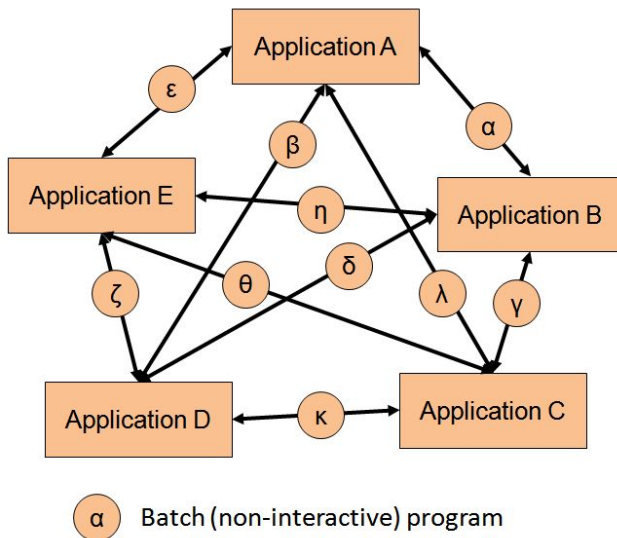 Application A
ε
α
β
Application E
η
Application B
δ
θ
ζ
λ
γ
Application D
κ
Application C
α Batch (non-interactive) program